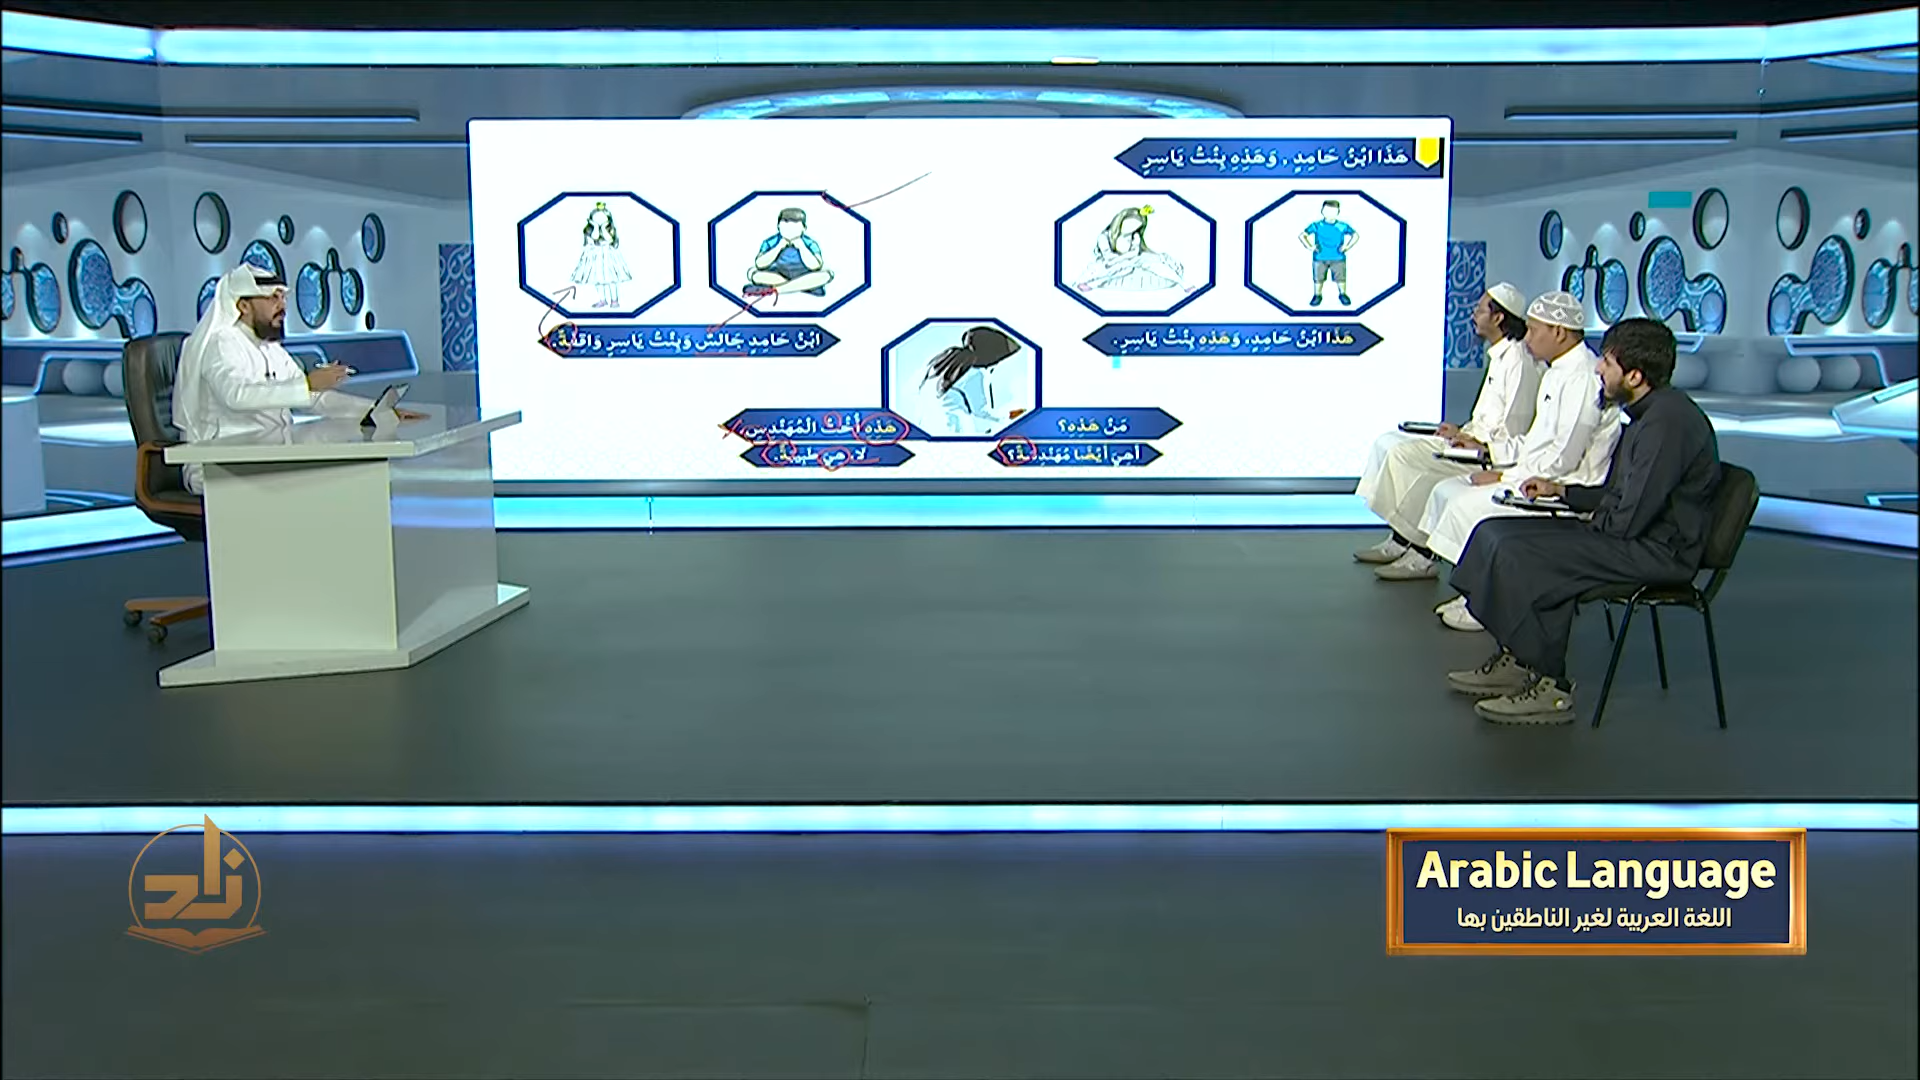 هَذَا ابْنُ حَامِدٍ، وَهَذِهِ بِنْتُ يَاسِرٍ
هَذَا ابْنُ حَامِدٍ، وَهَذِهِ بِنْتُ يَاسِرٍ.
ابْنُ حَامِدٍ جَالِسٌ وَبِنْتُ يَاسِرٍ وَاقِفَةٌ.
مَنْ هَذِهِ؟
هَذِهِ أُخْتُ الْمُهَنْدِسِ.
أَهِيَ أَيْضًا مُهَنْدِسَةٌ؟
لَا، هِيَ طَبِيبَةٌ.
زاد
Arabic Language
اللغة العربية لغير الناطقين بها